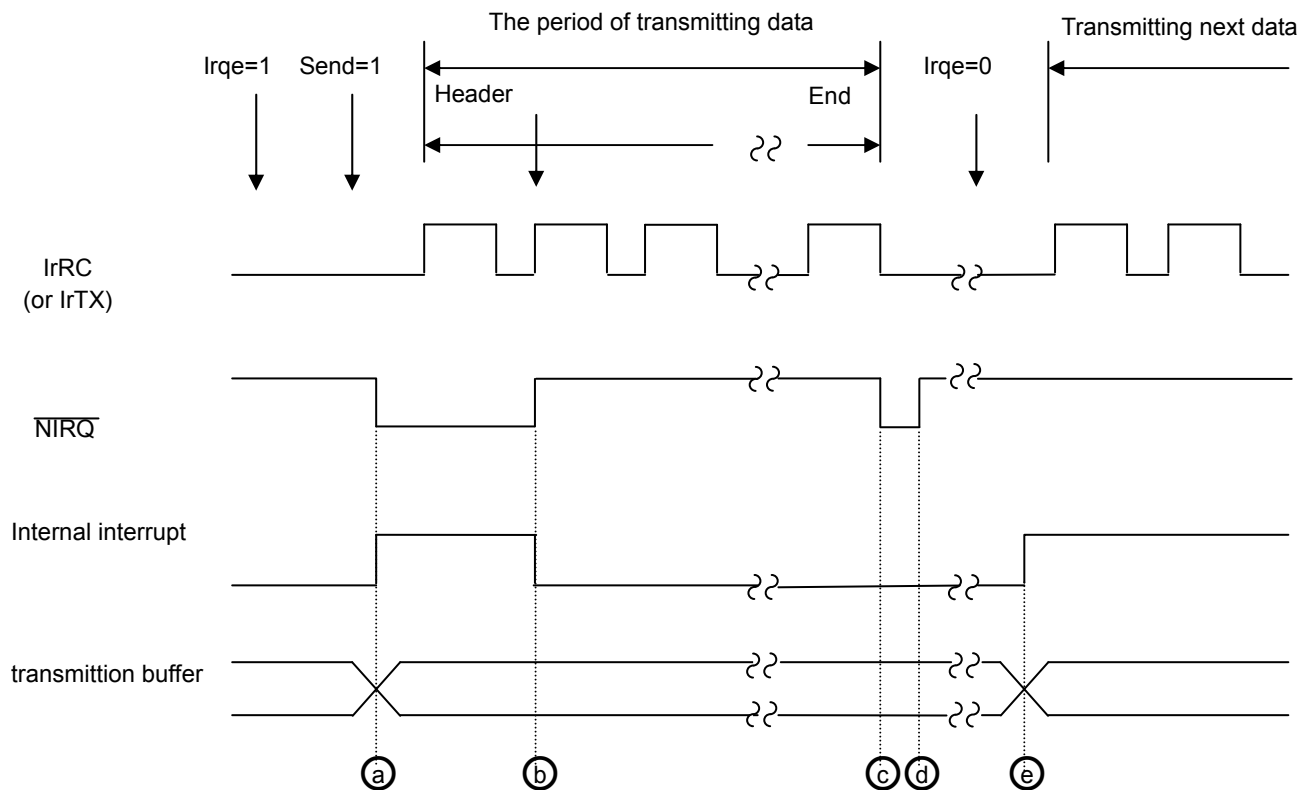 The period of transmitting data
Transmitting next data
Irqe=1
Send=1
Irqe=0
Header
End
IrRC
(or IrTX)
NIRQ
Internal interrupt
transmittion buffer
a
b
c
d
e